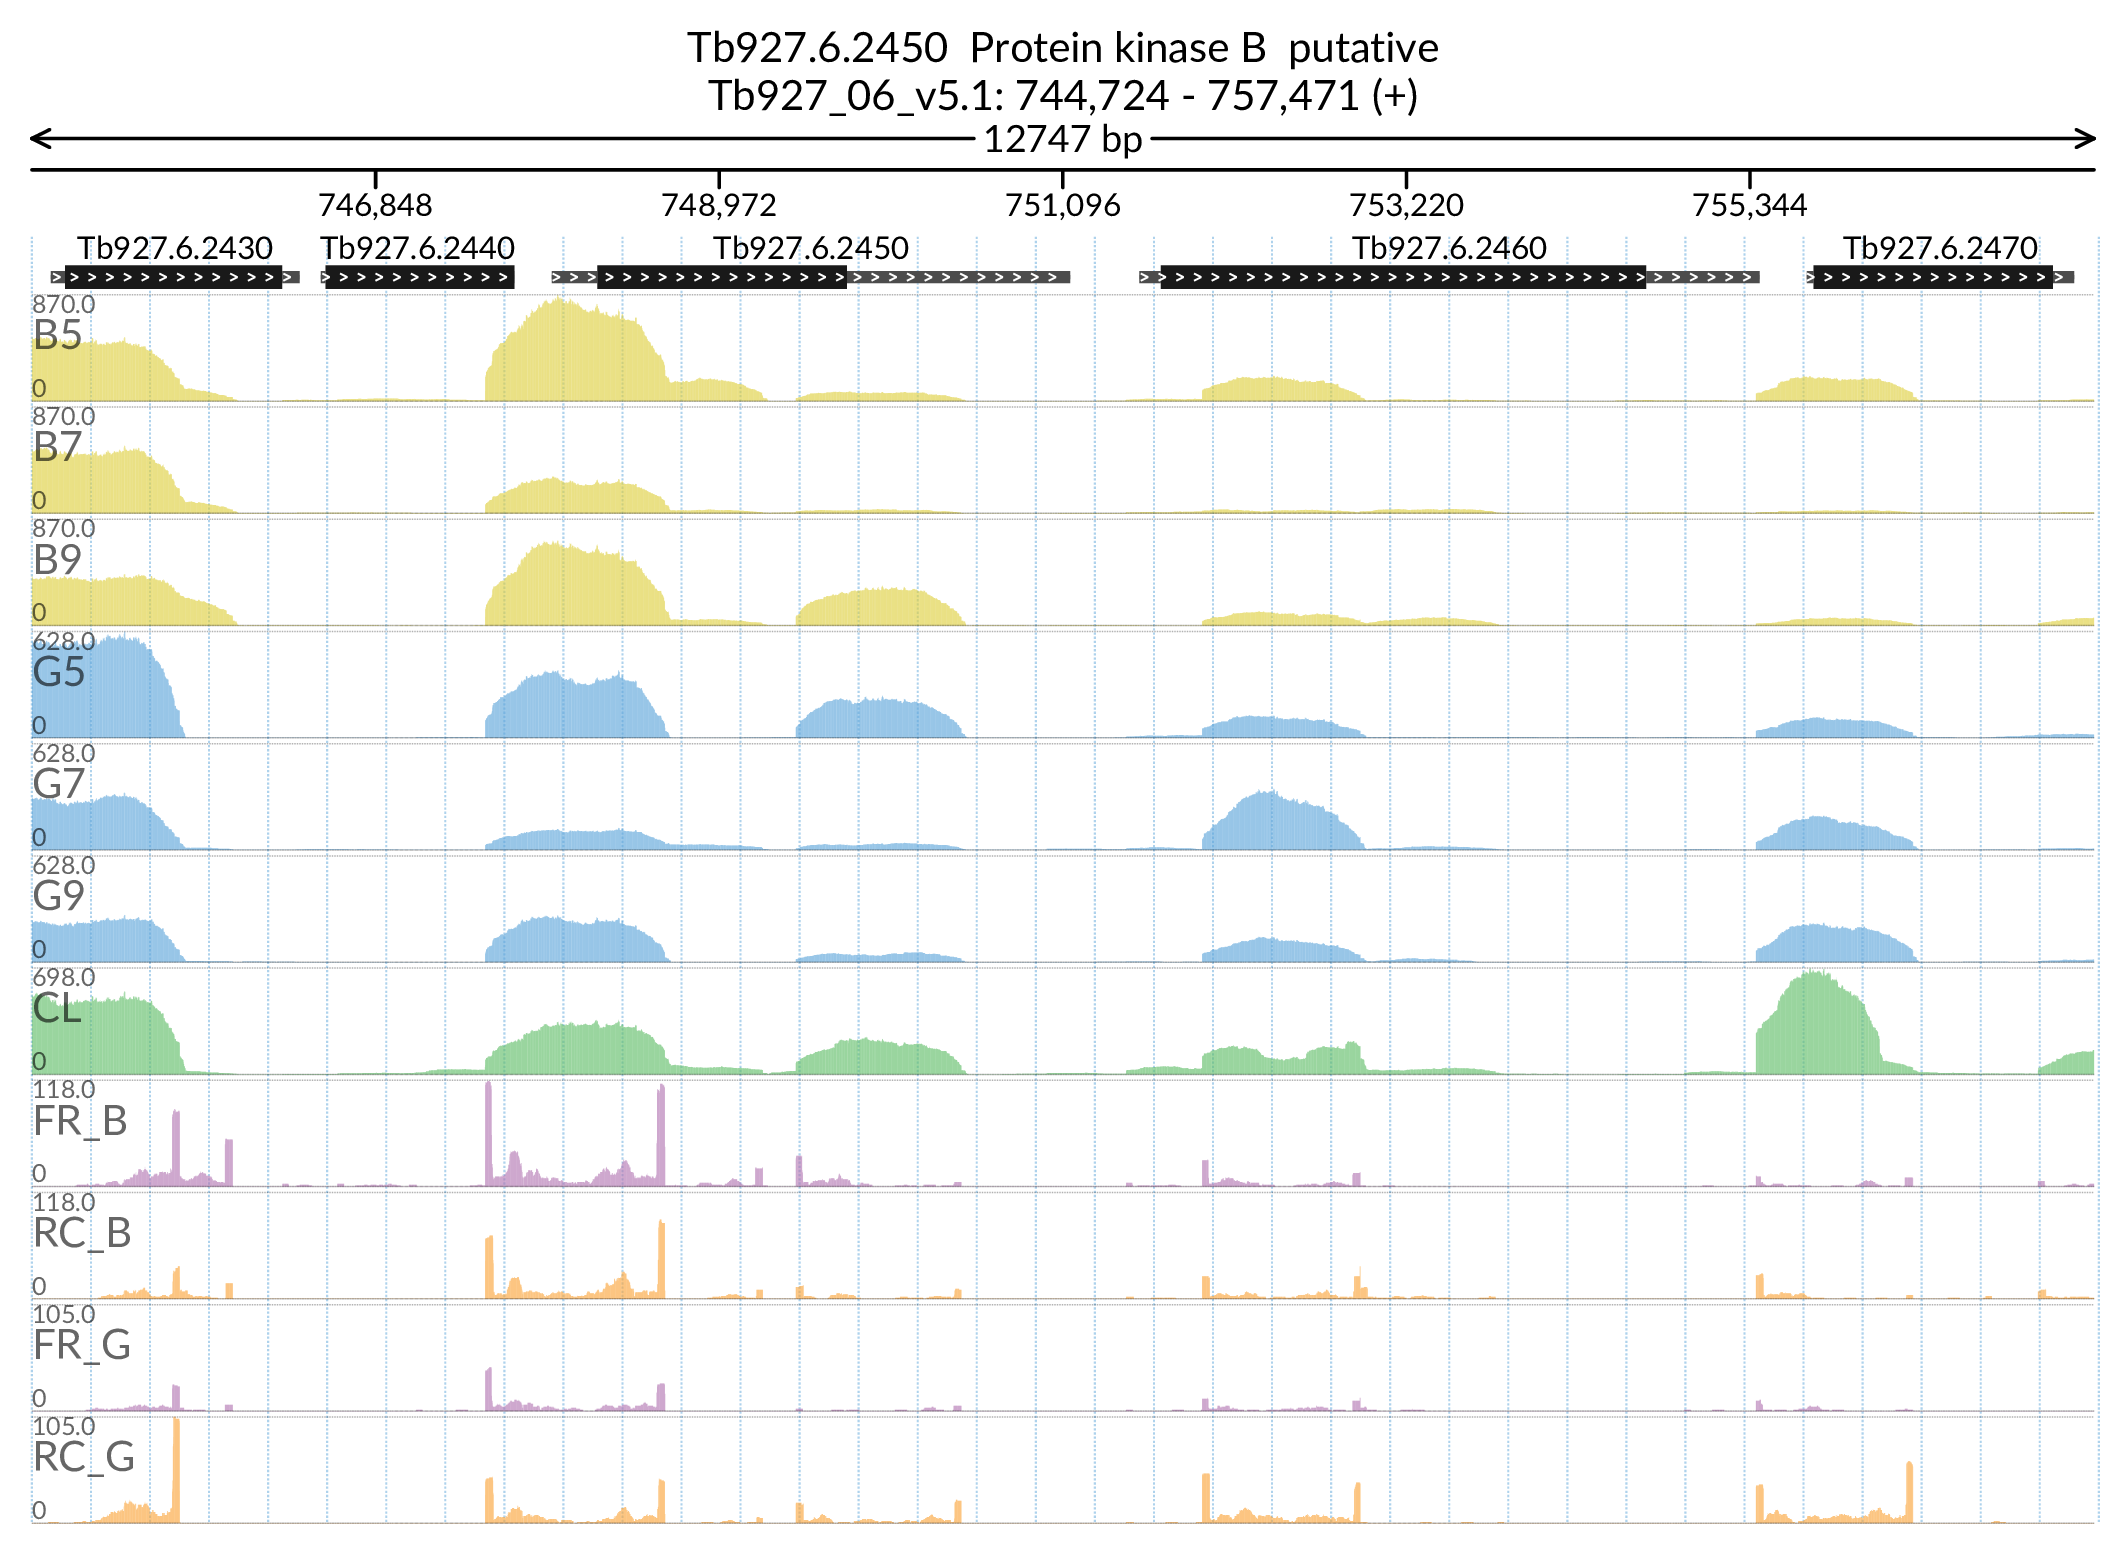 Tb927.6.2450  Protein kinase B  putative
Tb927_06_v5.1: 744,724 - 757,471 (+)
12747 bp
746,848 748,972 751,096 753,220 755,344
Tb927.6.2430 Tb927.6.2440 Tb927.6.2450 Tb927.6.2460 Tb927.6.2470
870.0
B5
0
870.0
B7
0
870.0
B9
0
628.0
G5
0
628.0
G7
0
628.0
G9
0
698.0
CL
0
118.0
FR_B
0
118.0
RC_B
0
105.0
FR_G
0
105.0
RC_G
0